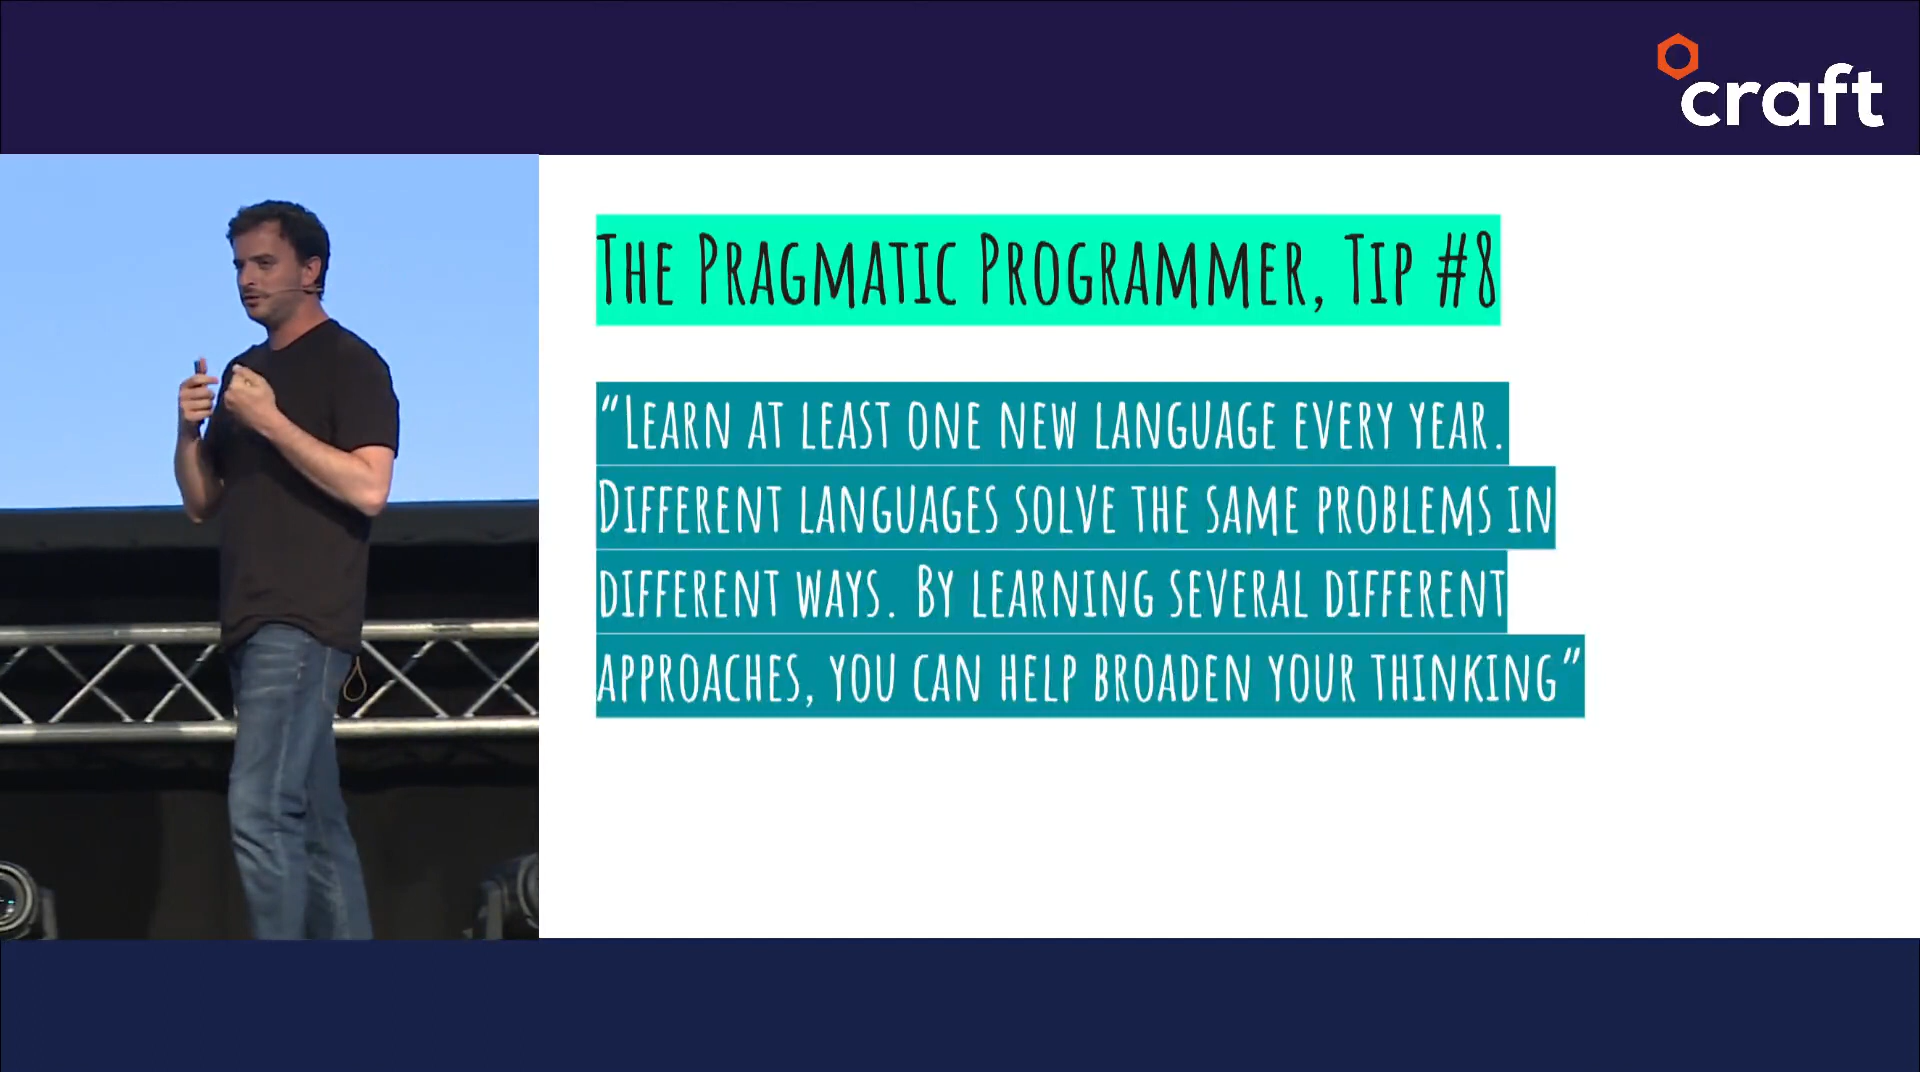 craft
THE PRAGMATIC PROGRAMMER, TIP #8
“LEARN AT LEAST ONE NEW LANGUAGE EVERY YEAR.
DIFFERENT LANGUAGES SOLVE THE SAME PROBLEMS IN
DIFFERENT WAYS. BY LEARNING SEVERAL DIFFERENT
APPROACHES, YOU CAN HELP BROADEN YOUR THINKING”